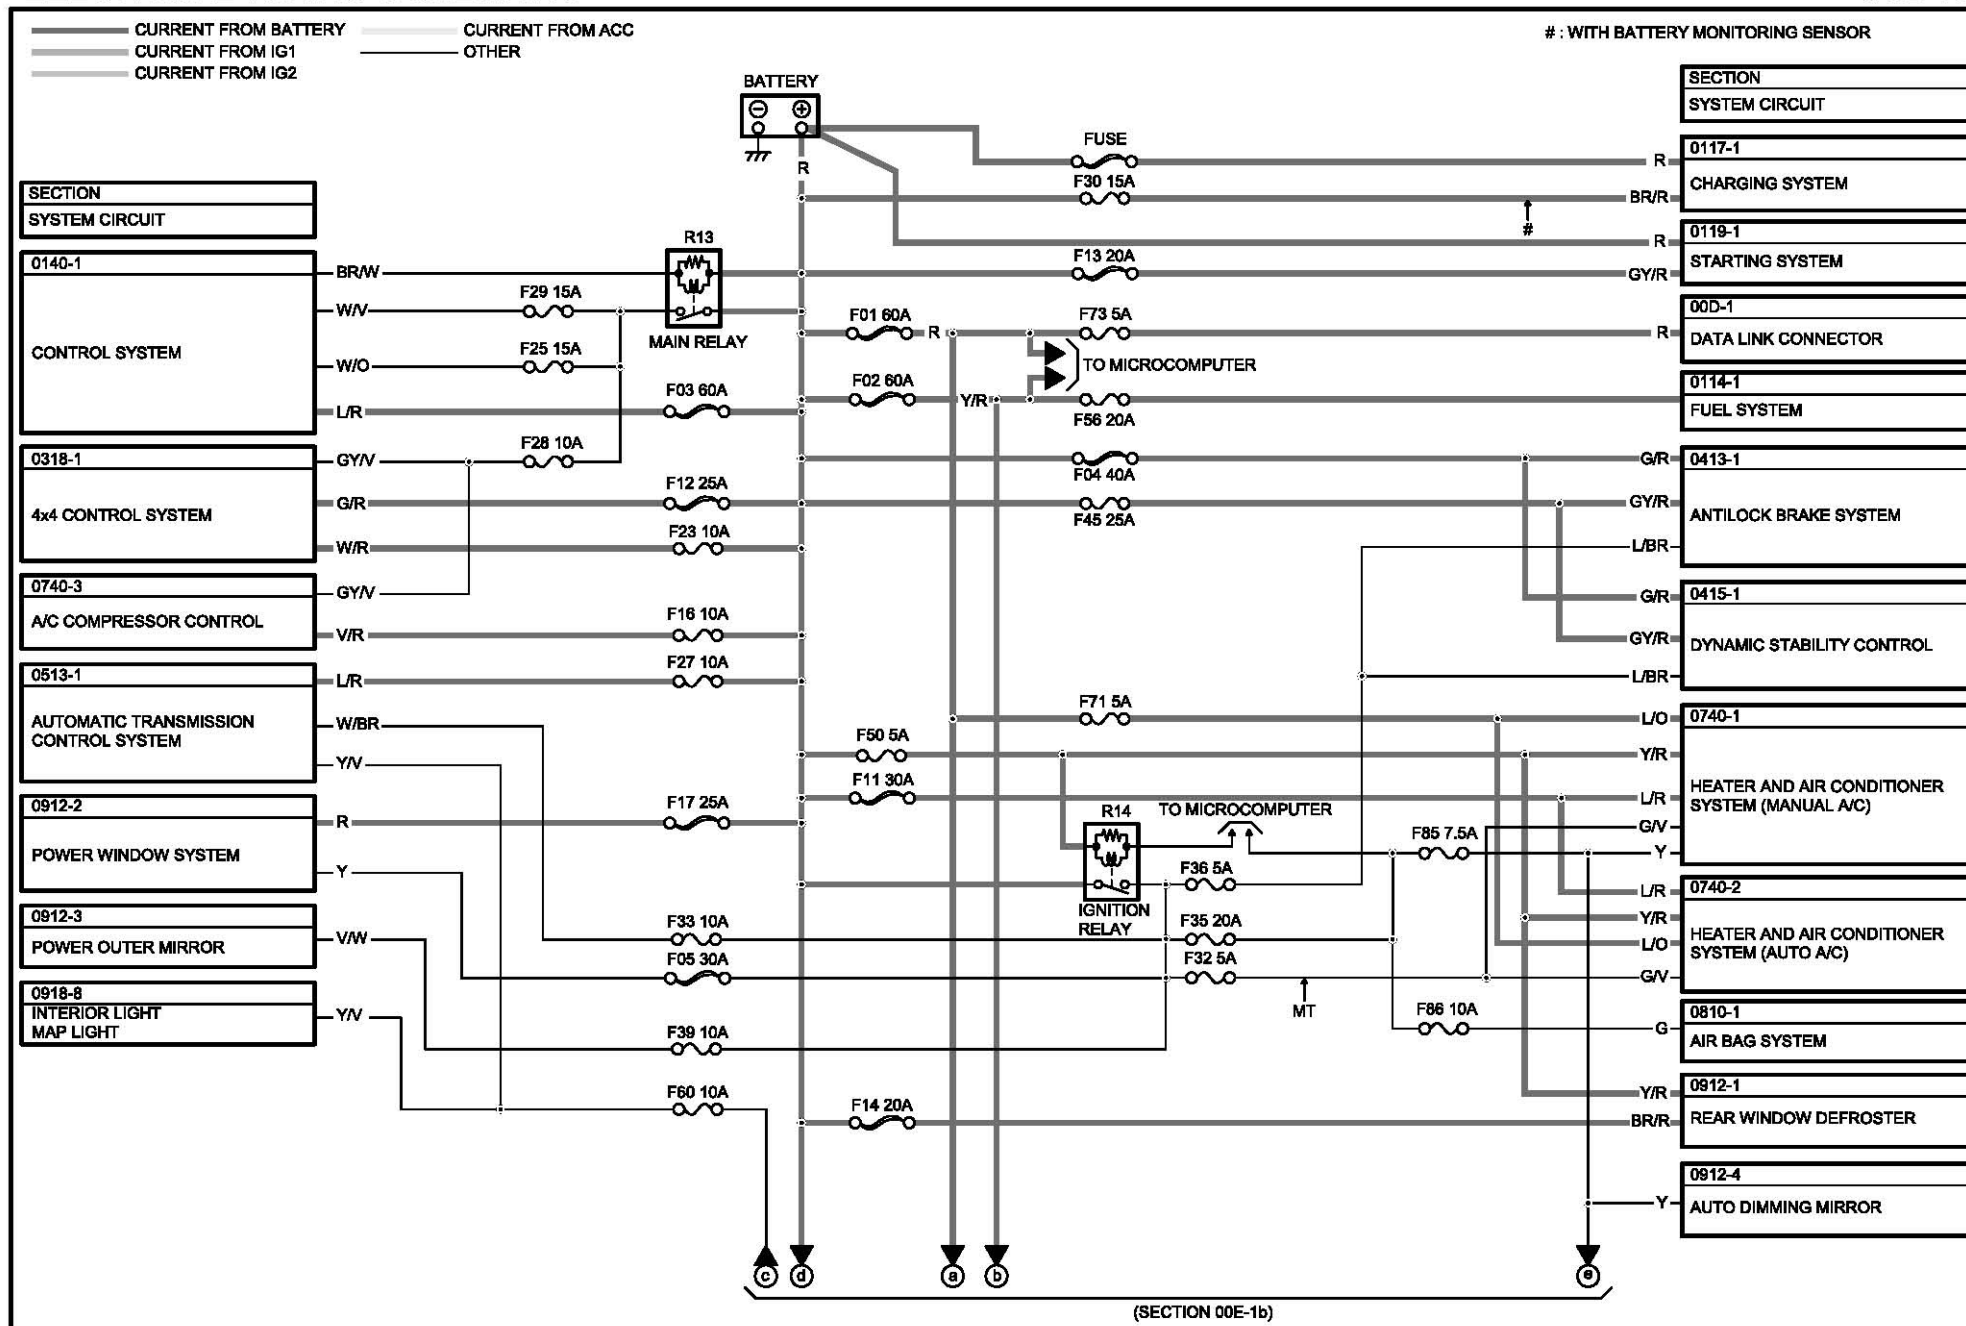 CURRENT FROM BATTERY
CURRENT FROM ACC
CURRENT FROM IG1
OTHER
CURRENT FROM IG2
# : WITH BATTERY MONITORING SENSOR
BATTERY
R
SECTION
SYSTEM CIRCUIT
0140-1
CONTROL SYSTEM
BR/W
W/V
W/O
L/R
0318-1
4x4 CONTROL SYSTEM
GY/V
G/R
W/R
0740-3
A/C COMPRESSOR CONTROL
GY/V
V/R
0513-1
AUTOMATIC TRANSMISSION
CONTROL SYSTEM
L/R
W/BR
Y/V
0912-2
POWER WINDOW SYSTEM
R
Y
0912-3
POWER OUTER MIRROR
V/W
0918-8
INTERIOR LIGHT
MAP LIGHT
Y/V
R13
MAIN RELAY
F29 15A
F25 15A
F03 60A
F28 10A
F12 25A
F23 10A
F16 10A
F27 10A
F17 25A
F33 10A
F05 30A
F39 10A
F60 10A
FUSE
F30 15A
#
F13 20A
F01 60A
R
F73 5A
TO MICROCOMPUTER
F02 60A
Y/R
F56 20A
F04 40A
F45 25A
F71 5A
F50 5A
F11 30A
R14
TO MICROCOMPUTER
IGNITION
RELAY
F36 5A
F85 7.5A
F35 20A
F32 5A
MT
F86 10A
F14 20A
SECTION
SYSTEM CIRCUIT
R
BR/R
0117-1
CHARGING SYSTEM
R
GY/R
0119-1
STARTING SYSTEM
R
00D-1
DATA LINK CONNECTOR
0114-1
FUEL SYSTEM
G/R
GY/R
L/BR
0413-1
ANTILOCK BRAKE SYSTEM
G/R
GY/R
L/BR
0415-1
DYNAMIC STABILITY CONTROL
L/O
Y/R
L/R
G/V
Y
0740-1
HEATER AND AIR CONDITIONER
SYSTEM (MANUAL A/C)
L/R
Y/R
L/O
G/V
0740-2
HEATER AND AIR CONDITIONER
SYSTEM (AUTO A/C)
G
0810-1
AIR BAG SYSTEM
Y/R
BR/R
0912-1
REAR WINDOW DEFROSTER
Y
0912-4
AUTO DIMMING MIRROR
c
d
a
b
e
(SECTION 00E-1b)